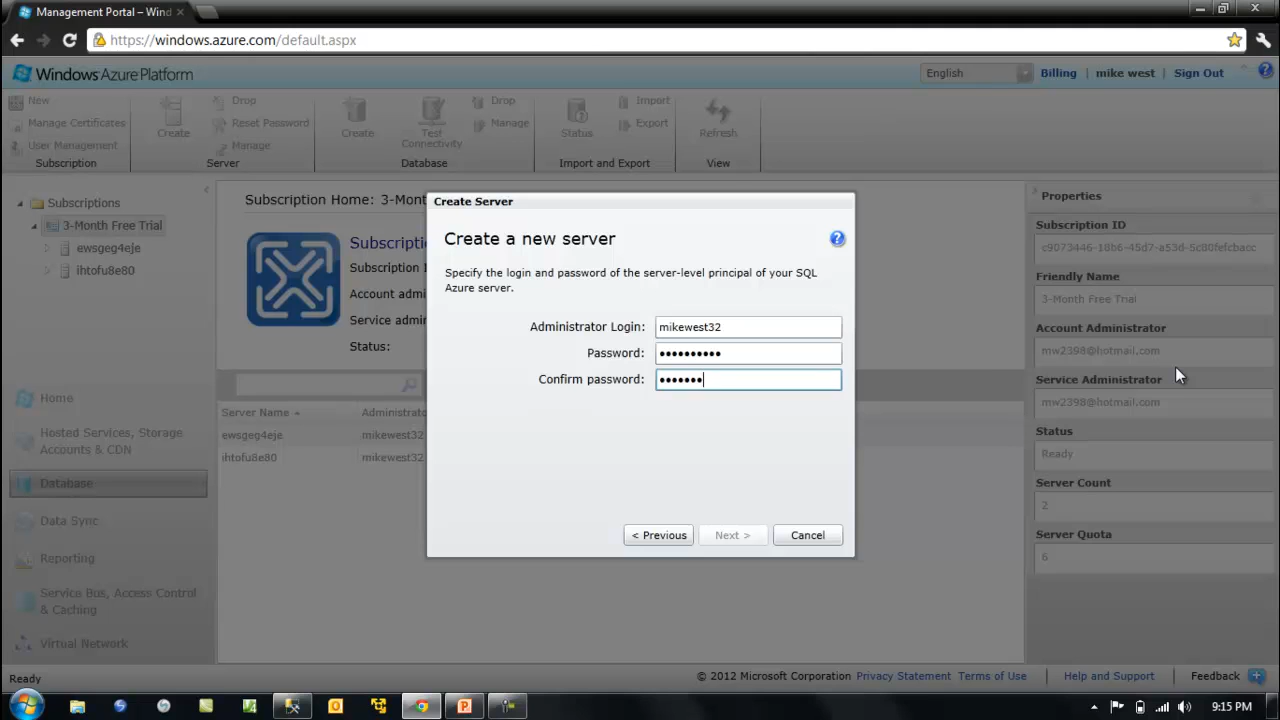 Management Portal – Wind
https://windows.azure.com/default.aspx
Windows Azure Platform
English
Billing
mike west
Sign Out
New
Manage Certificates
User Management
Subscription
Create
Drop
Reset Password
Manage
Server
Create
Test Connectivity
Drop
Manage
Database
Status
Import
Export
Import and Export
Refresh
View
Subscriptions
3-Month Free Trial
ewsgeg4eje
ihtofu8e80
Home
Hosted Services, Storage
Accounts & CDN
Database
Data Sync
Reporting
Service Bus, Access Control
& Caching
Virtual Network
Subscription Home: 3-Mont
Subscripti
Subscription I
Account admi
Service admi
Status:
Server Name
Administrat
ewsgeg4eje
mikewest32
ihtofu8e80
mikewest32
Create Server
Create a new server
Specify the login and password of the server-level principal of your SQL
Azure server.
Administrator Login: mikewest32
Password: ••••••••••
Confirm password: •••••••
< Previous
Next >
Cancel
Properties
Subscription ID
c9073446-18b6-45d7-a53d-5c80fefcbacc
Friendly Name
3-Month Free Trial
Account Administrator
mw2398@hotmail.com
Service Administrator
mw2398@hotmail.com
Status
Ready
Server Count
2
Server Quota
6
Ready
© 2012 Microsoft Corporation Privacy Statement Terms of Use
Help and Support
Feedback
9:15 PM